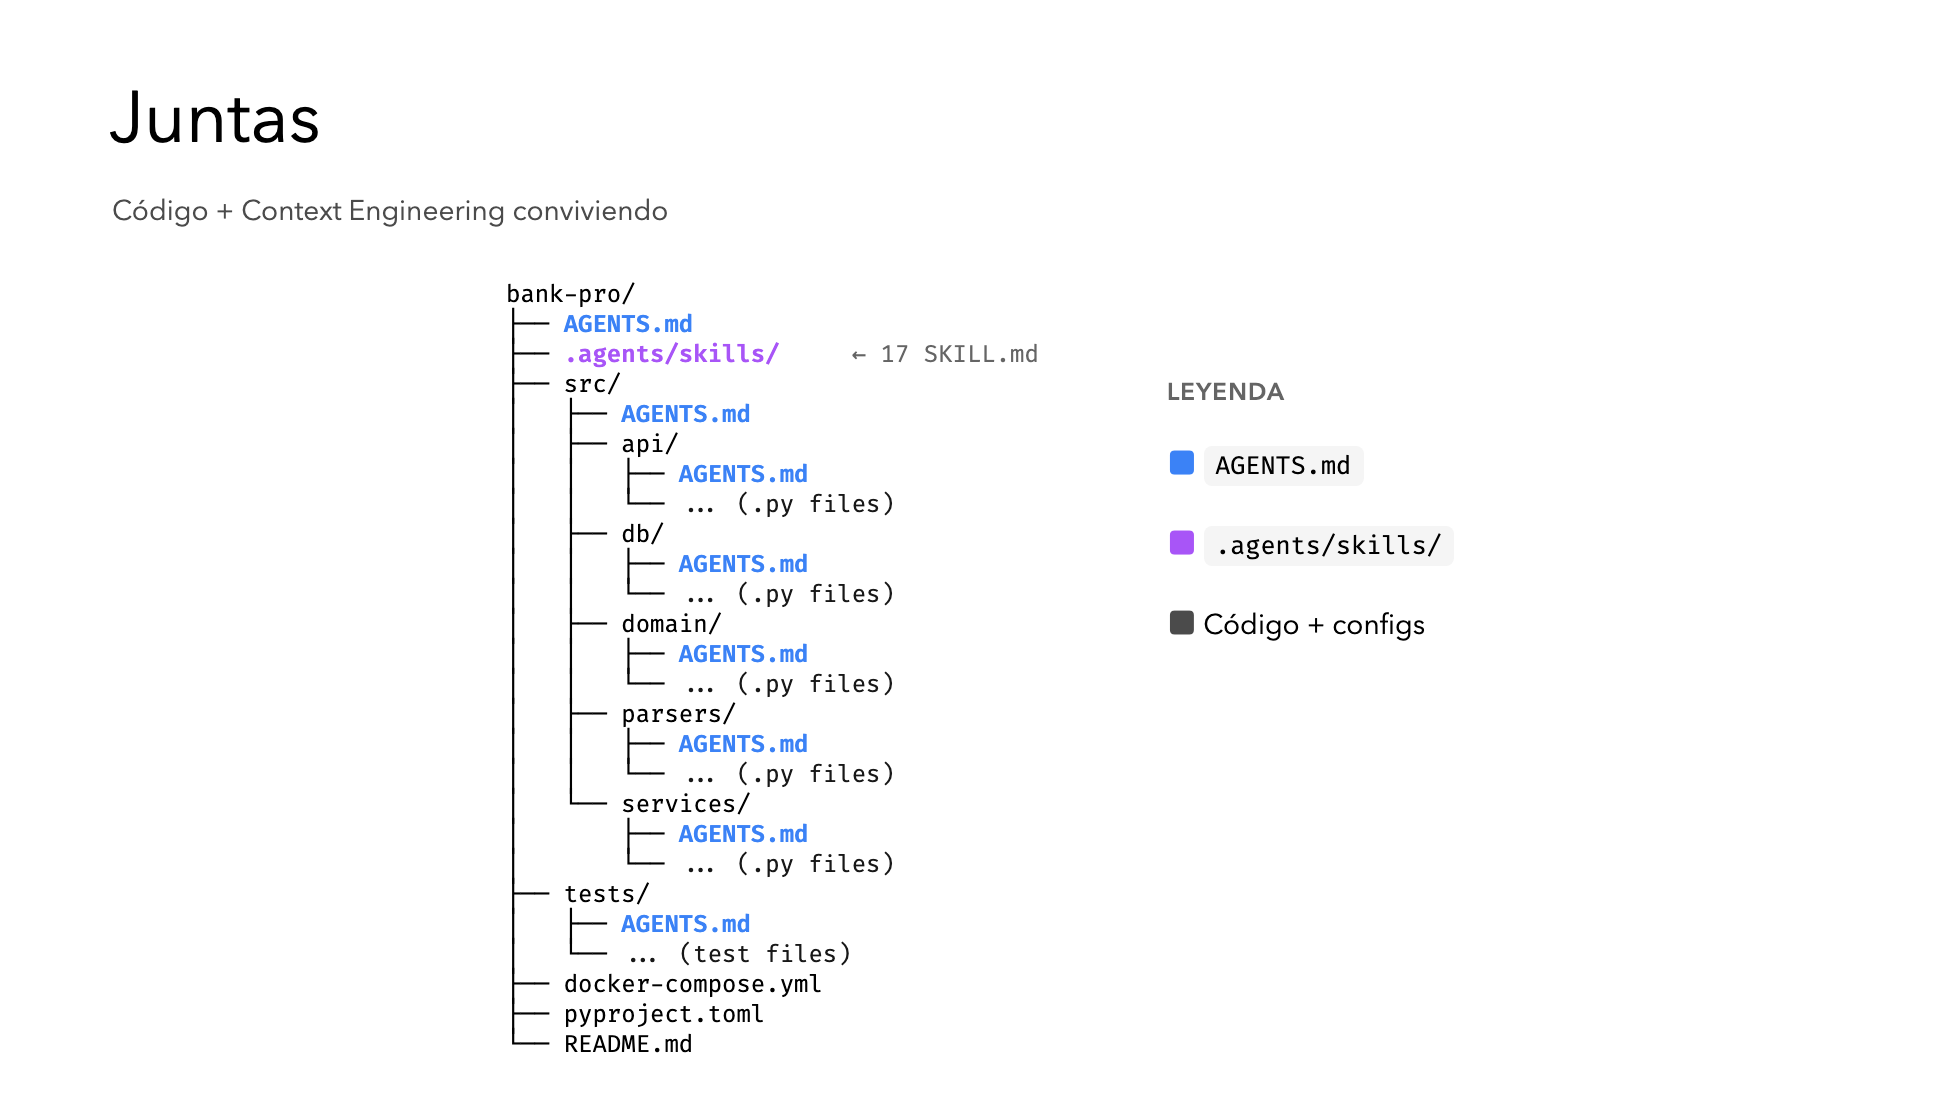 Juntas
Código + Context Engineering conviviendo
bank-pro/
├── AGENTS.md
├── .agents/skills/     ← 17 SKILL.md
├── src/
│   ├── AGENTS.md
│   ├── api/
│   │   ├── AGENTS.md
│   │   └── ... (.py files)
│   ├── db/
│   │   ├── AGENTS.md
│   │   └── ... (.py files)
│   ├── domain/
│   │   ├── AGENTS.md
│   │   └── ... (.py files)
│   ├── parsers/
│   │   ├── AGENTS.md
│   │   └── ... (.py files)
│   └── services/
│       ├── AGENTS.md
│       └── ... (.py files)
├── tests/
│   ├── AGENTS.md
│   └── ... (test files)
├── docker-compose.yml
├── pyproject.toml
└── README.md
LEYENDA
AGENTS.md
.agents/skills/
Código + configs